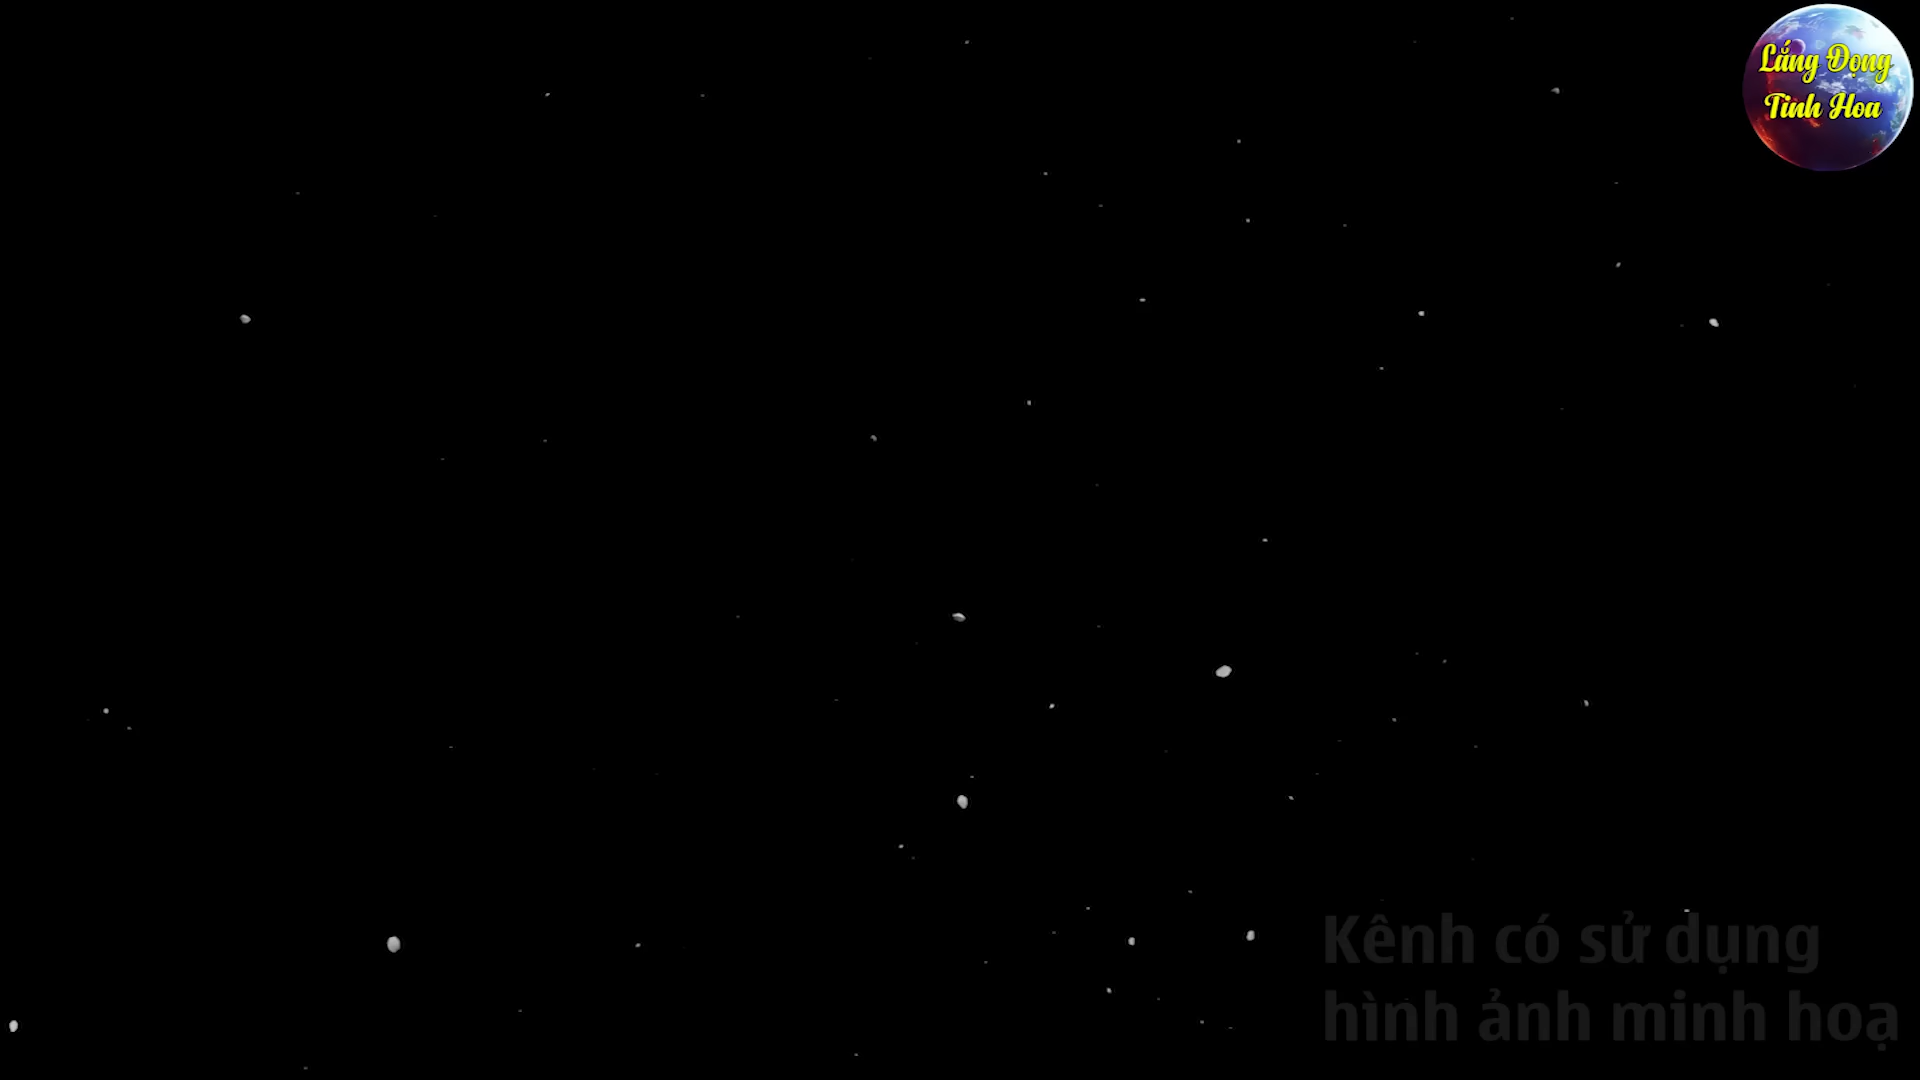 Lắng Đọng
Tinh Hoa
Kênh có sử dụng
hình ảnh minh hoạ